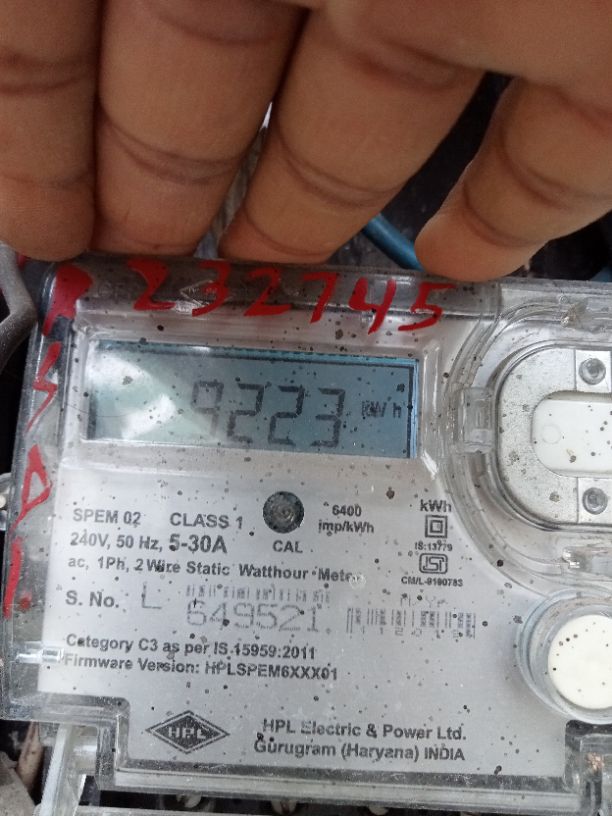 232745
9223 kWh
SPEM 02 CLASS 1
240V, 50 Hz, 5-30A
CAL
6400
imp/kWh
kWh
IS:13779
ISI
CM/L-9190783
ac, 1Ph, 2 Wire Static Watthour Meter
S. No. L 649521
Category C3 as per IS 15959:2011
Firmware Version: HPLSPEM6XXX01
HPL
HPL Electric & Power Ltd.
Gurugram (Haryana) INDIA